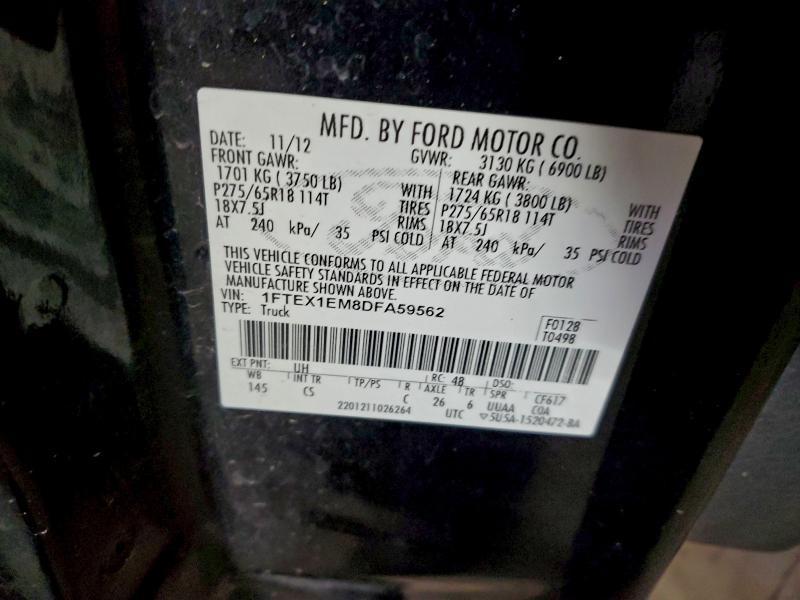 MFD. BY FORD MOTOR CO.
DATE: 11/12 GVWR: 3130 KG ( 6900 LB)
FRONT GAWR: REAR GAWR:
1701 KG ( 3750 LB) WITH 1724 KG ( 3800 LB) WITH
P275/65R18 114T TIRES P275/65R18 114T TIRES
18X7.5J RIMS 18X7.5J RIMS
AT 240 kPa/ 35 PSI COLD AT 240 kPa/ 35 PSI COLD
THIS VEHICLE CONFORMS TO ALL APPLICABLE FEDERAL MOTOR
VEHICLE SAFETY STANDARDS IN EFFECT ON THE DATE OF
MANUFACTURE SHOWN ABOVE.
VIN: 1FTEX1EM8DFA59562 F0128
TYPE: Truck T0498
EXT PNT: UH RC: 48 DSO:
WB INT TR TP/PS R AXLE TR SPR CF617
145 CS C 26 6 UUAA COA
2201211026264 UTC ▽5U5A-1520472-BA